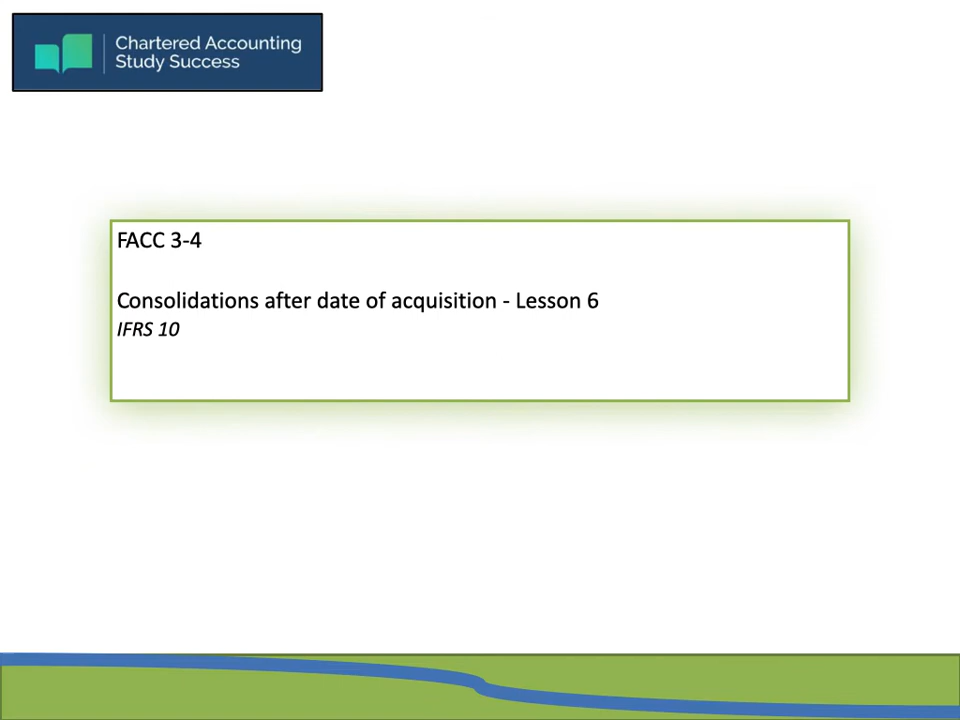 Chartered Accounting
Study Success
FACC 3-4
Consolidations after date of acquisition - Lesson 6
IFRS 10